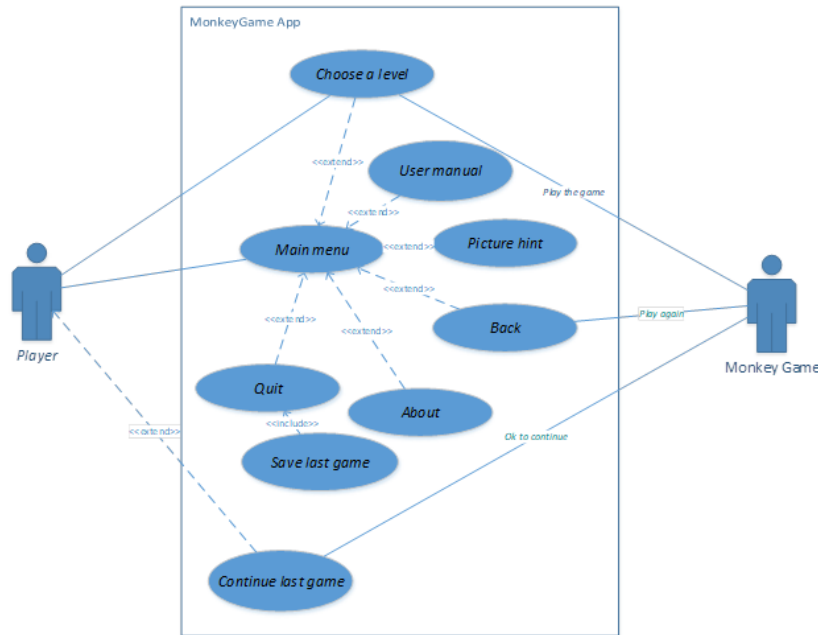 MonkeyGame App
Choose a level
<<extend>>
User manual
Play the game
<<extend>>
Main menu
<<extend>>
Picture hint
<<extend>>
Back
Play again
<<extend>>
<<extend>>
Player
Monkey Game
Quit
About
<<include>>
<<extend>>
Ok to continue
Save last game
Continue last game